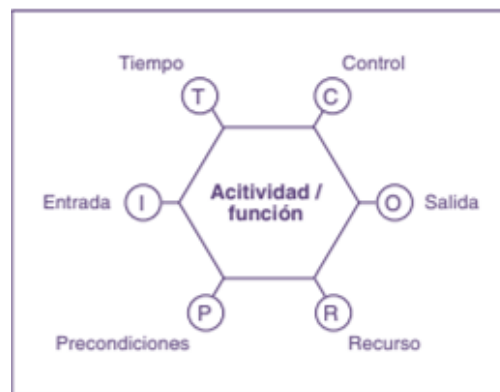 Tiempo
Control
T
C
Entrada
I
Acitividad /
función
O
Salida
P
R
Precondiciones
Recurso